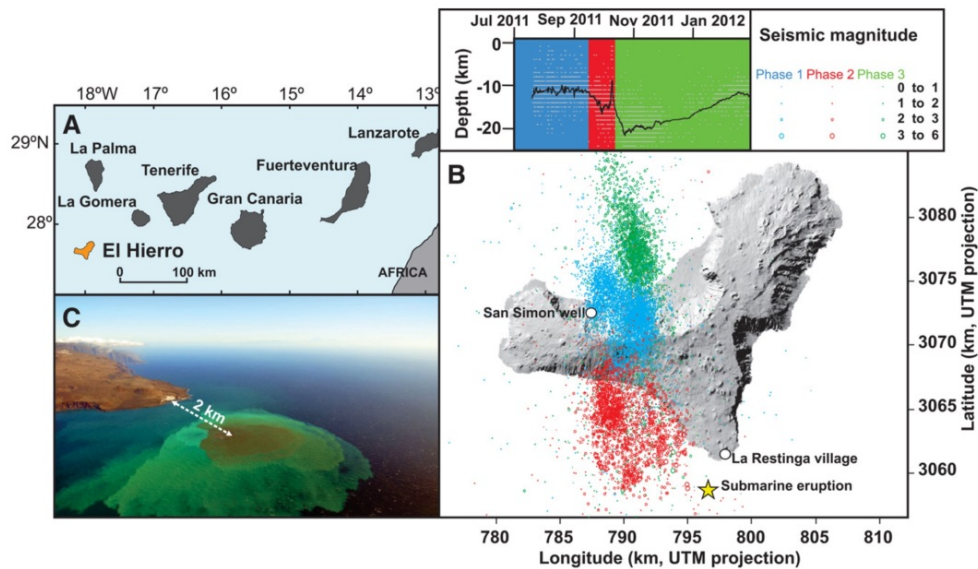 Jul 2011 Sep 2011 Nov 2011 Jan 2012
0
-10
-20
Depth (km)
Seismic magnitude
Phase 1 Phase 2 Phase 3
0 to 1
1 to 2
2 to 3
3 to 6
18ºW 17º 16º 15º 14º 13º
29ºN
28º
A
La Palma
La Gomera
Tenerife
Gran Canaria
Fuerteventura
Lanzarote
El Hierro
0 100 km
AFRICA
C
2 km
B
San Simon well
La Restinga village
Submarine eruption
3080
3075
3070
3065
3060
Latitude (km, UTM projection)
780 785 790 795 800 805 810
Longitude (km, UTM projection)